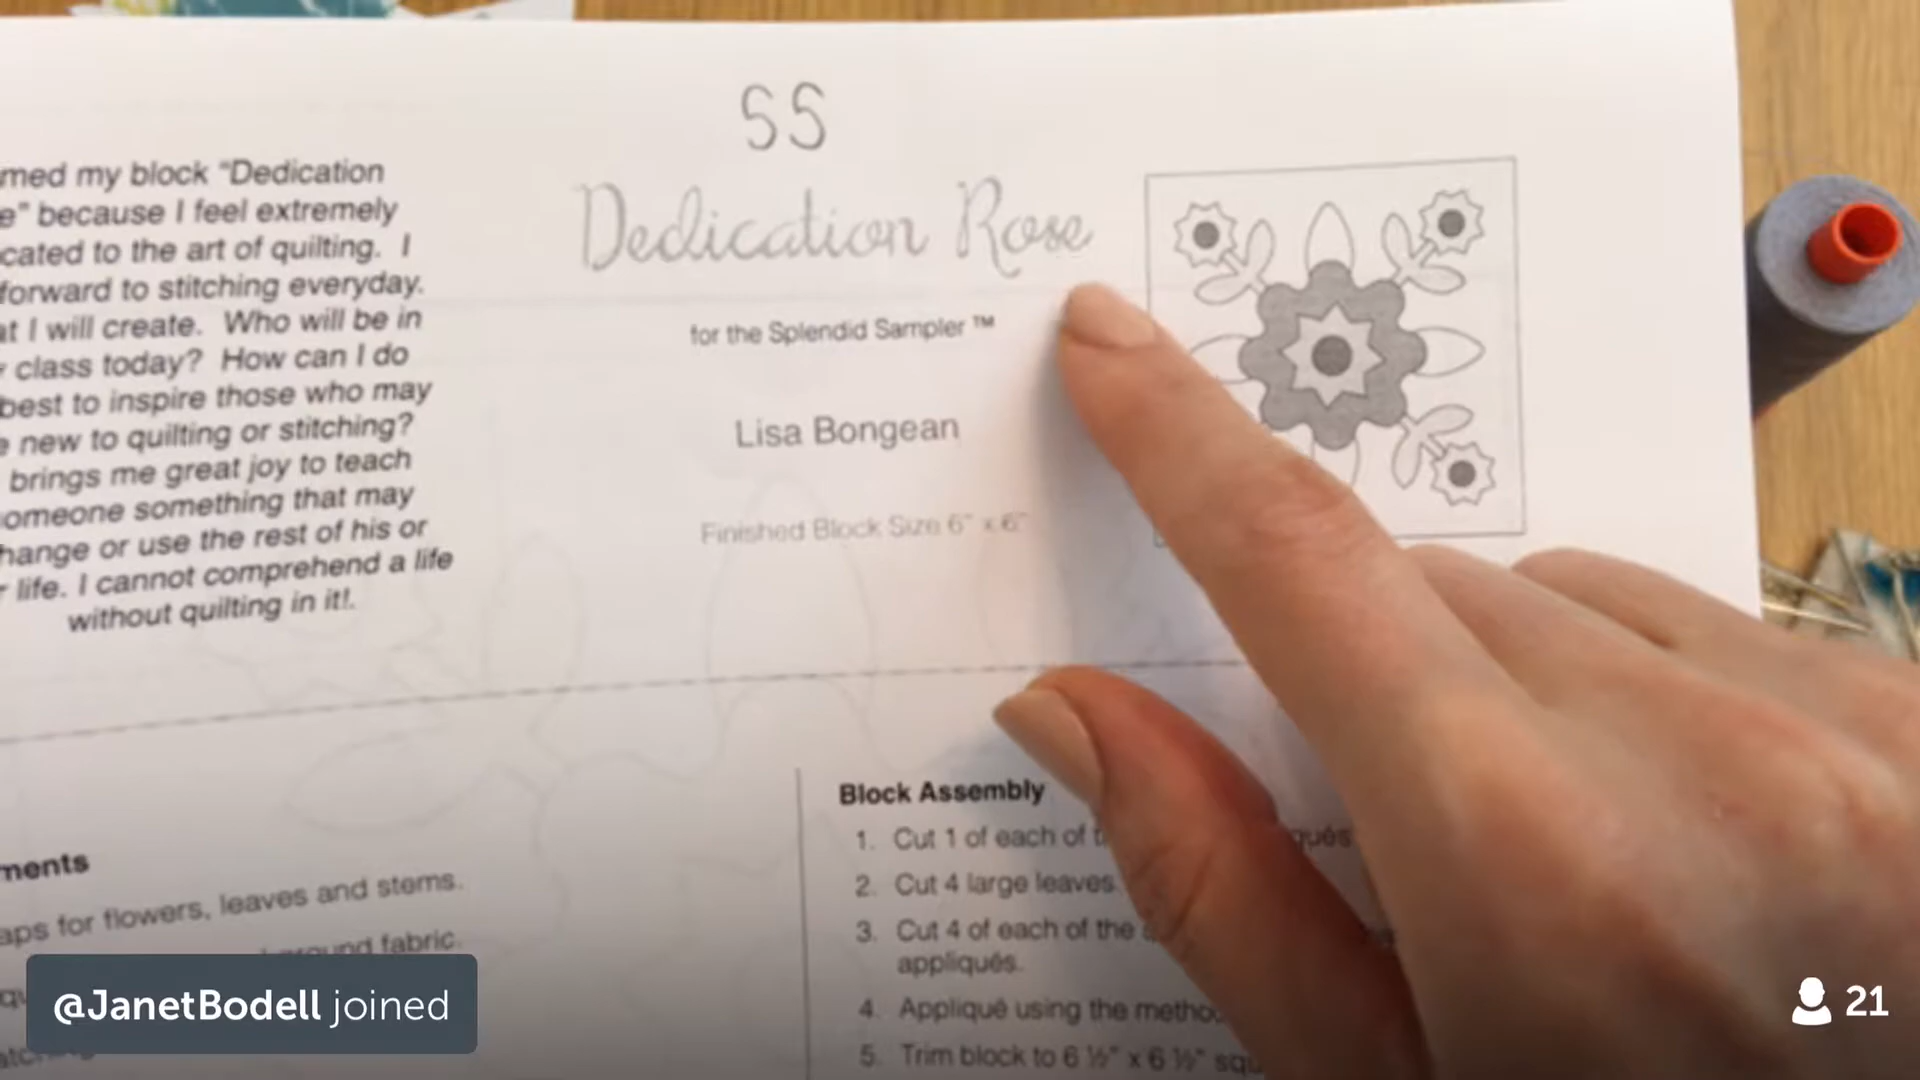 SS
Dedication Rose
for the Splendid Sampler™
Lisa Bongean
Finished Block Size 6" x 6"
med my block "Dedication
e" because I feel extremely
cated to the art of quilting. I
forward to stitching everyday.
at I will create. Who will be in
class today? How can I do
best to inspire those who may
e new to quilting or stitching?
brings me great joy to teach
omeone something that may
hange or use the rest of his or
r life. I cannot comprehend a life
without quilting in it!.
ments
aps for flowers, leaves and stems.
ground fabric.
Block Assembly
1. Cut 1 of each of
2. Cut 4 large leaves.
3. Cut 4 of each of the
appliqués.
4. Appliqué using the
5. Trim block to 6 ½" x 6 ½"
@JanetBodell joined
21